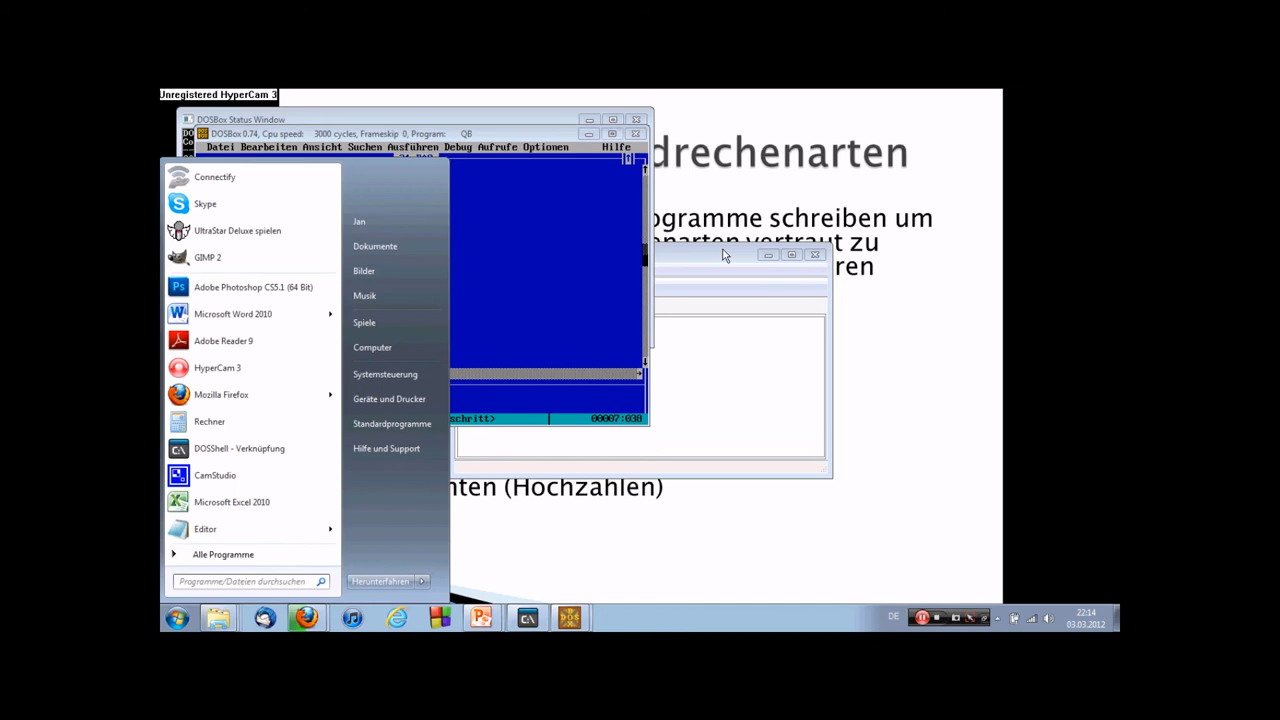 Unregistered HyperCam 3
DOSBox Status Window
DOSBox 0.74, Cpu speed: 3000 cycles, Frameskip 0, Program: QB
Datei Bearbeiten Ansicht Suchen Ausführen Debug Aufrufe Optionen Hilfe
drechenarten
ogramme schreiben um
enarten vertraut zu
ren
Connectify
Skype
UltraStar Deluxe spielen
GIMP 2
Adobe Photoshop CS5.1 (64 Bit)
Microsoft Word 2010
Adobe Reader 9
HyperCam 3
Mozilla Firefox
Rechner
DOSShell - Verknüpfung
CamStudio
Microsoft Excel 2010
Editor
Alle Programme
Programme/Dateien durchsuchen
Jan
Dokumente
Bilder
Musik
Spiele
Computer
Systemsteuerung
Geräte und Drucker
Standardprogramme
Hilfe und Support
Herunterfahren
schritt> 00007:038
nten (Hochzahlen)
DE
22:14
03.03.2012